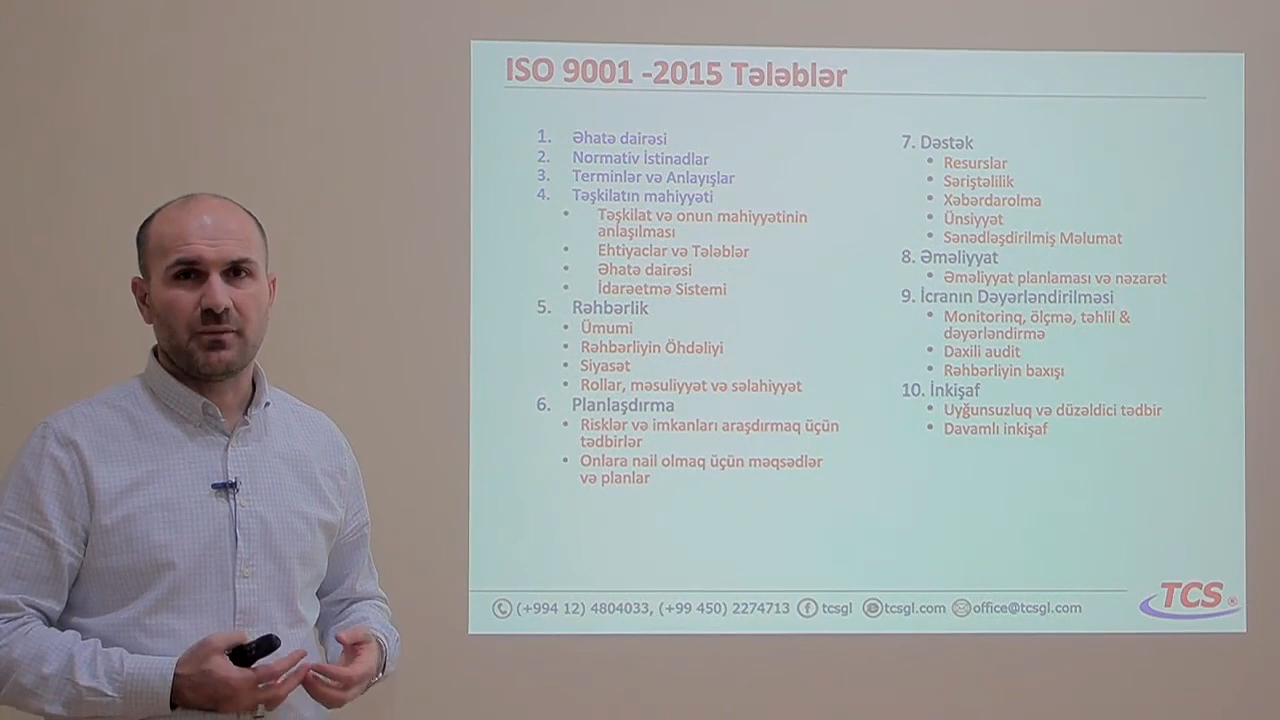 ISO 9001 -2015 Tələblər
1. Əhatə dairəsi
2. Normativ İstinadlar
3. Terminlər və Anlayışlar
4. Təşkilatın mahiyyəti
• Təşkilat və onun mahiyyətinin
anlaşılması
• Ehtiyaclar və Tələblər
• Əhatə dairəsi
• İdarəetmə Sistemi
5. Rəhbərlik
• Ümumi
• Rəhbərliyin Öhdəliyi
• Siyasət
• Rollar, məsuliyyət və səlahiyyət
6. Planlaşdırma
• Risklər və imkanları araşdırmaq üçün
tədbirlər
• Onlara nail olmaq üçün məqsədlər
və planlar
7. Dəstək
• Resurslar
• Səriştəlilik
• Xəbərdarolma
• Ünsiyyət
• Sənədləşdirilmiş Məlumat
8. Əməliyyat
• Əməliyyat planlaması və nəzarət
9. İcranın Dəyərləndirilməsi
• Monitorinq, ölçmə, təhlil &
dəyərləndirmə
• Daxili audit
• Rəhbərliyin baxışı
10. İnkişaf
• Uyğunsuzluq və düzəldici tədbir
• Davamlı inkişaf
(+994 12) 4804033, (+99 450) 2274713 tcsgl tcsgl.com office@tcsgl.com
TCS ®